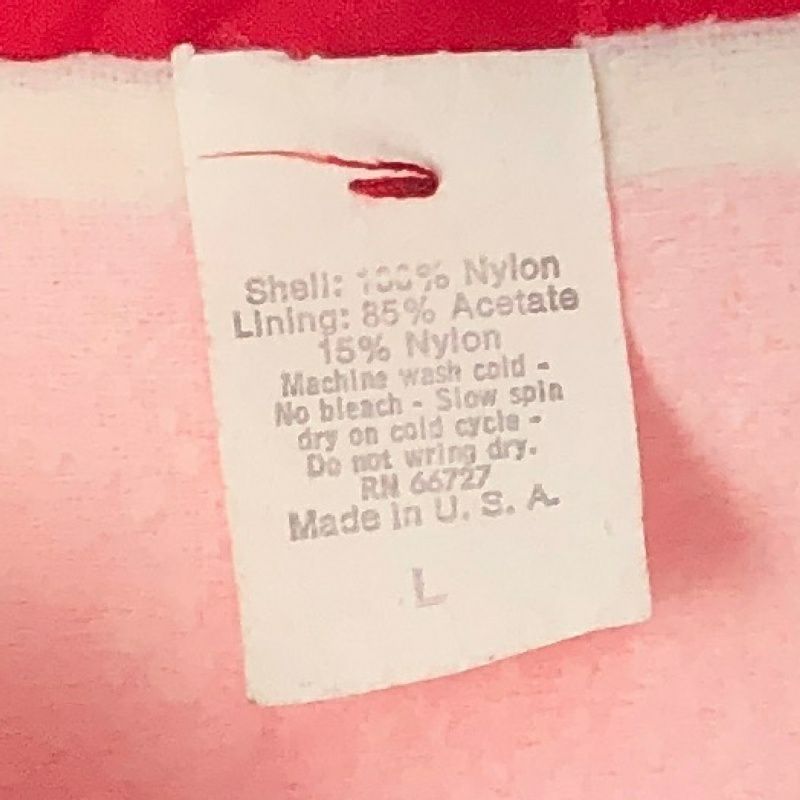 Shell: 100% Nylon
Lining: 85% Acetate
15% Nylon
Machine wash cold -
No bleach - Slow spin
dry on cold cycle -
Do not wring dry.
RN 66727
Made in U. S. A.
L